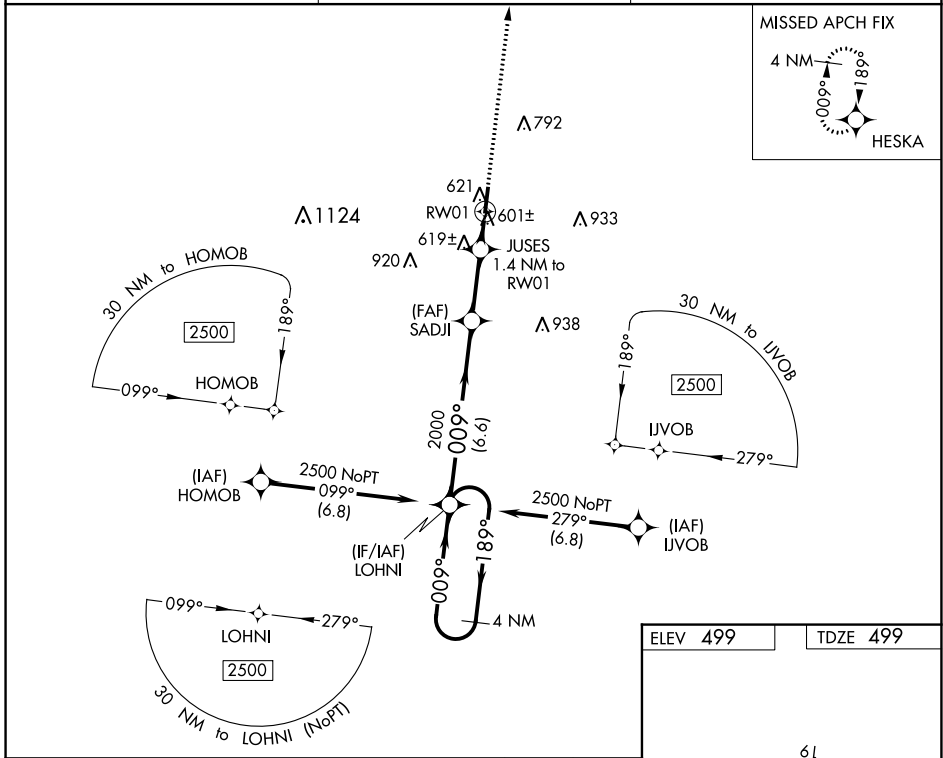 MISSED APCH FIX
4 NM
009°
189°
HESKA
792
621
RW01
601±
1124
933
619±
JUSES
1.4 NM to
RW01
920
(FAF)
SADJI
938
30 NM to HOMOB
2500
189°
HOMOB
099°
30 NM to IJVOB
189°
2500
IJVOB
279°
2000
009°
(6.6)
(IAF)
HOMOB
2500 NoPT
099°
(6.8)
2500 NoPT
279°
(6.8)
(IAF)
IJVOB
(IF/IAF)
LOHNI
009°
189°
4 NM
099°
279°
LOHNI
2500
30 NM to LOHNI (NoPT)
ELEV 499
TDZE 499
19